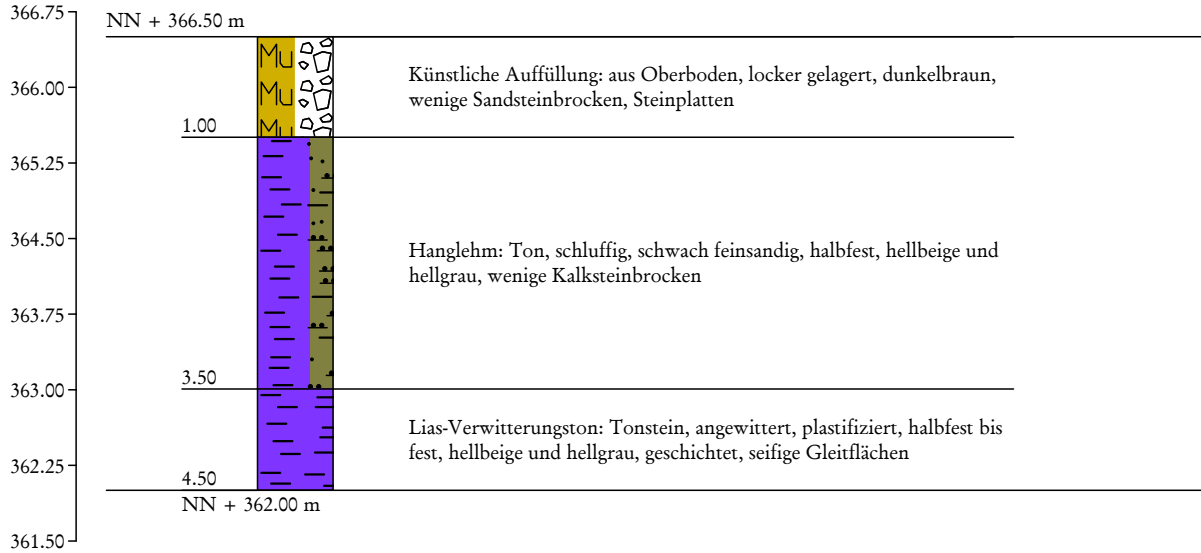 366.75
NN + 366.50 m
Mu
Künstliche Auffüllung: aus Oberboden, locker gelagert, dunkelbraun,
wenige Sandsteinbrocken, Steinplatten
366.00
Mu
1.00
Mu
365.25
364.50
Hanglehm: Ton, schluffig, schwach feinsandig, halbfest, hellbeige und
hellgrau, wenige Kalksteinbrocken
363.75
3.50
363.00
Lias-Verwitterungston: Tonstein, angewittert, plastifiziert, halbfest bis
fest, hellbeige und hellgrau, geschichtet, seifige Gleitflächen
362.25
4.50
NN + 362.00 m
361.50